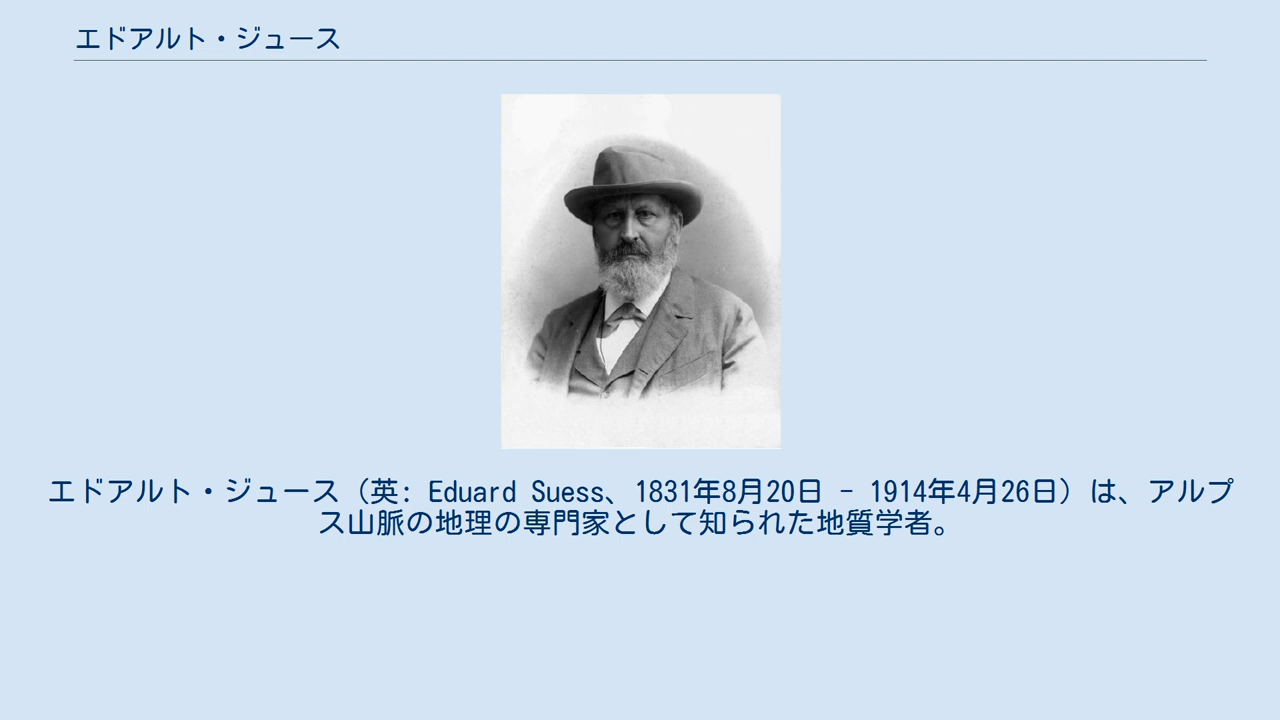 エドアルト・ジュース
エドアルト・ジュース（英: Eduard Suess、1831年8月20日 - 1914年4月26日）は、アルプ
ス山脈の地理の専門家として知られた地質学者。